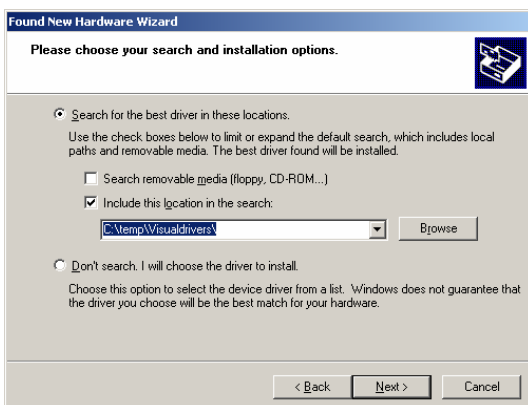 Found New Hardware Wizard
Please choose your search and installation options.
Search for the best driver in these locations.
Use the check boxes below to limit or expand the default search, which includes local
paths and removable media. The best driver found will be installed.
Search removable media (floppy, CD-ROM...)
Include this location in the search:
C:\temp\Visualdrivers\
Browse
Don't search. I will choose the driver to install.
Choose this option to select the device driver from a list. Windows does not guarantee that
the driver you choose will be the best match for your hardware.
< Back
Next >
Cancel